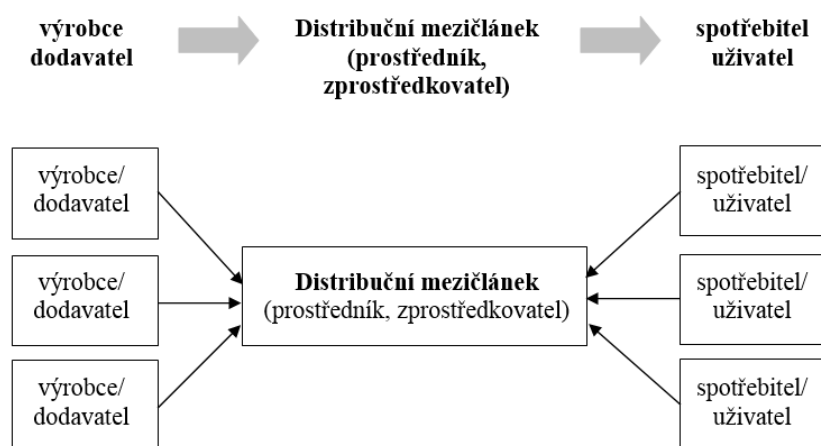 výrobce
dodavatel
Distribuční mezičlánek
(prostředník,
zprostředkovatel)
spotřebitel
uživatel
výrobce/
dodavatel
spotřebitel/
uživatel
výrobce/
dodavatel
Distribuční mezičlánek
(prostředník, zprostředkovatel)
spotřebitel/
uživatel
výrobce/
dodavatel
spotřebitel/
uživatel